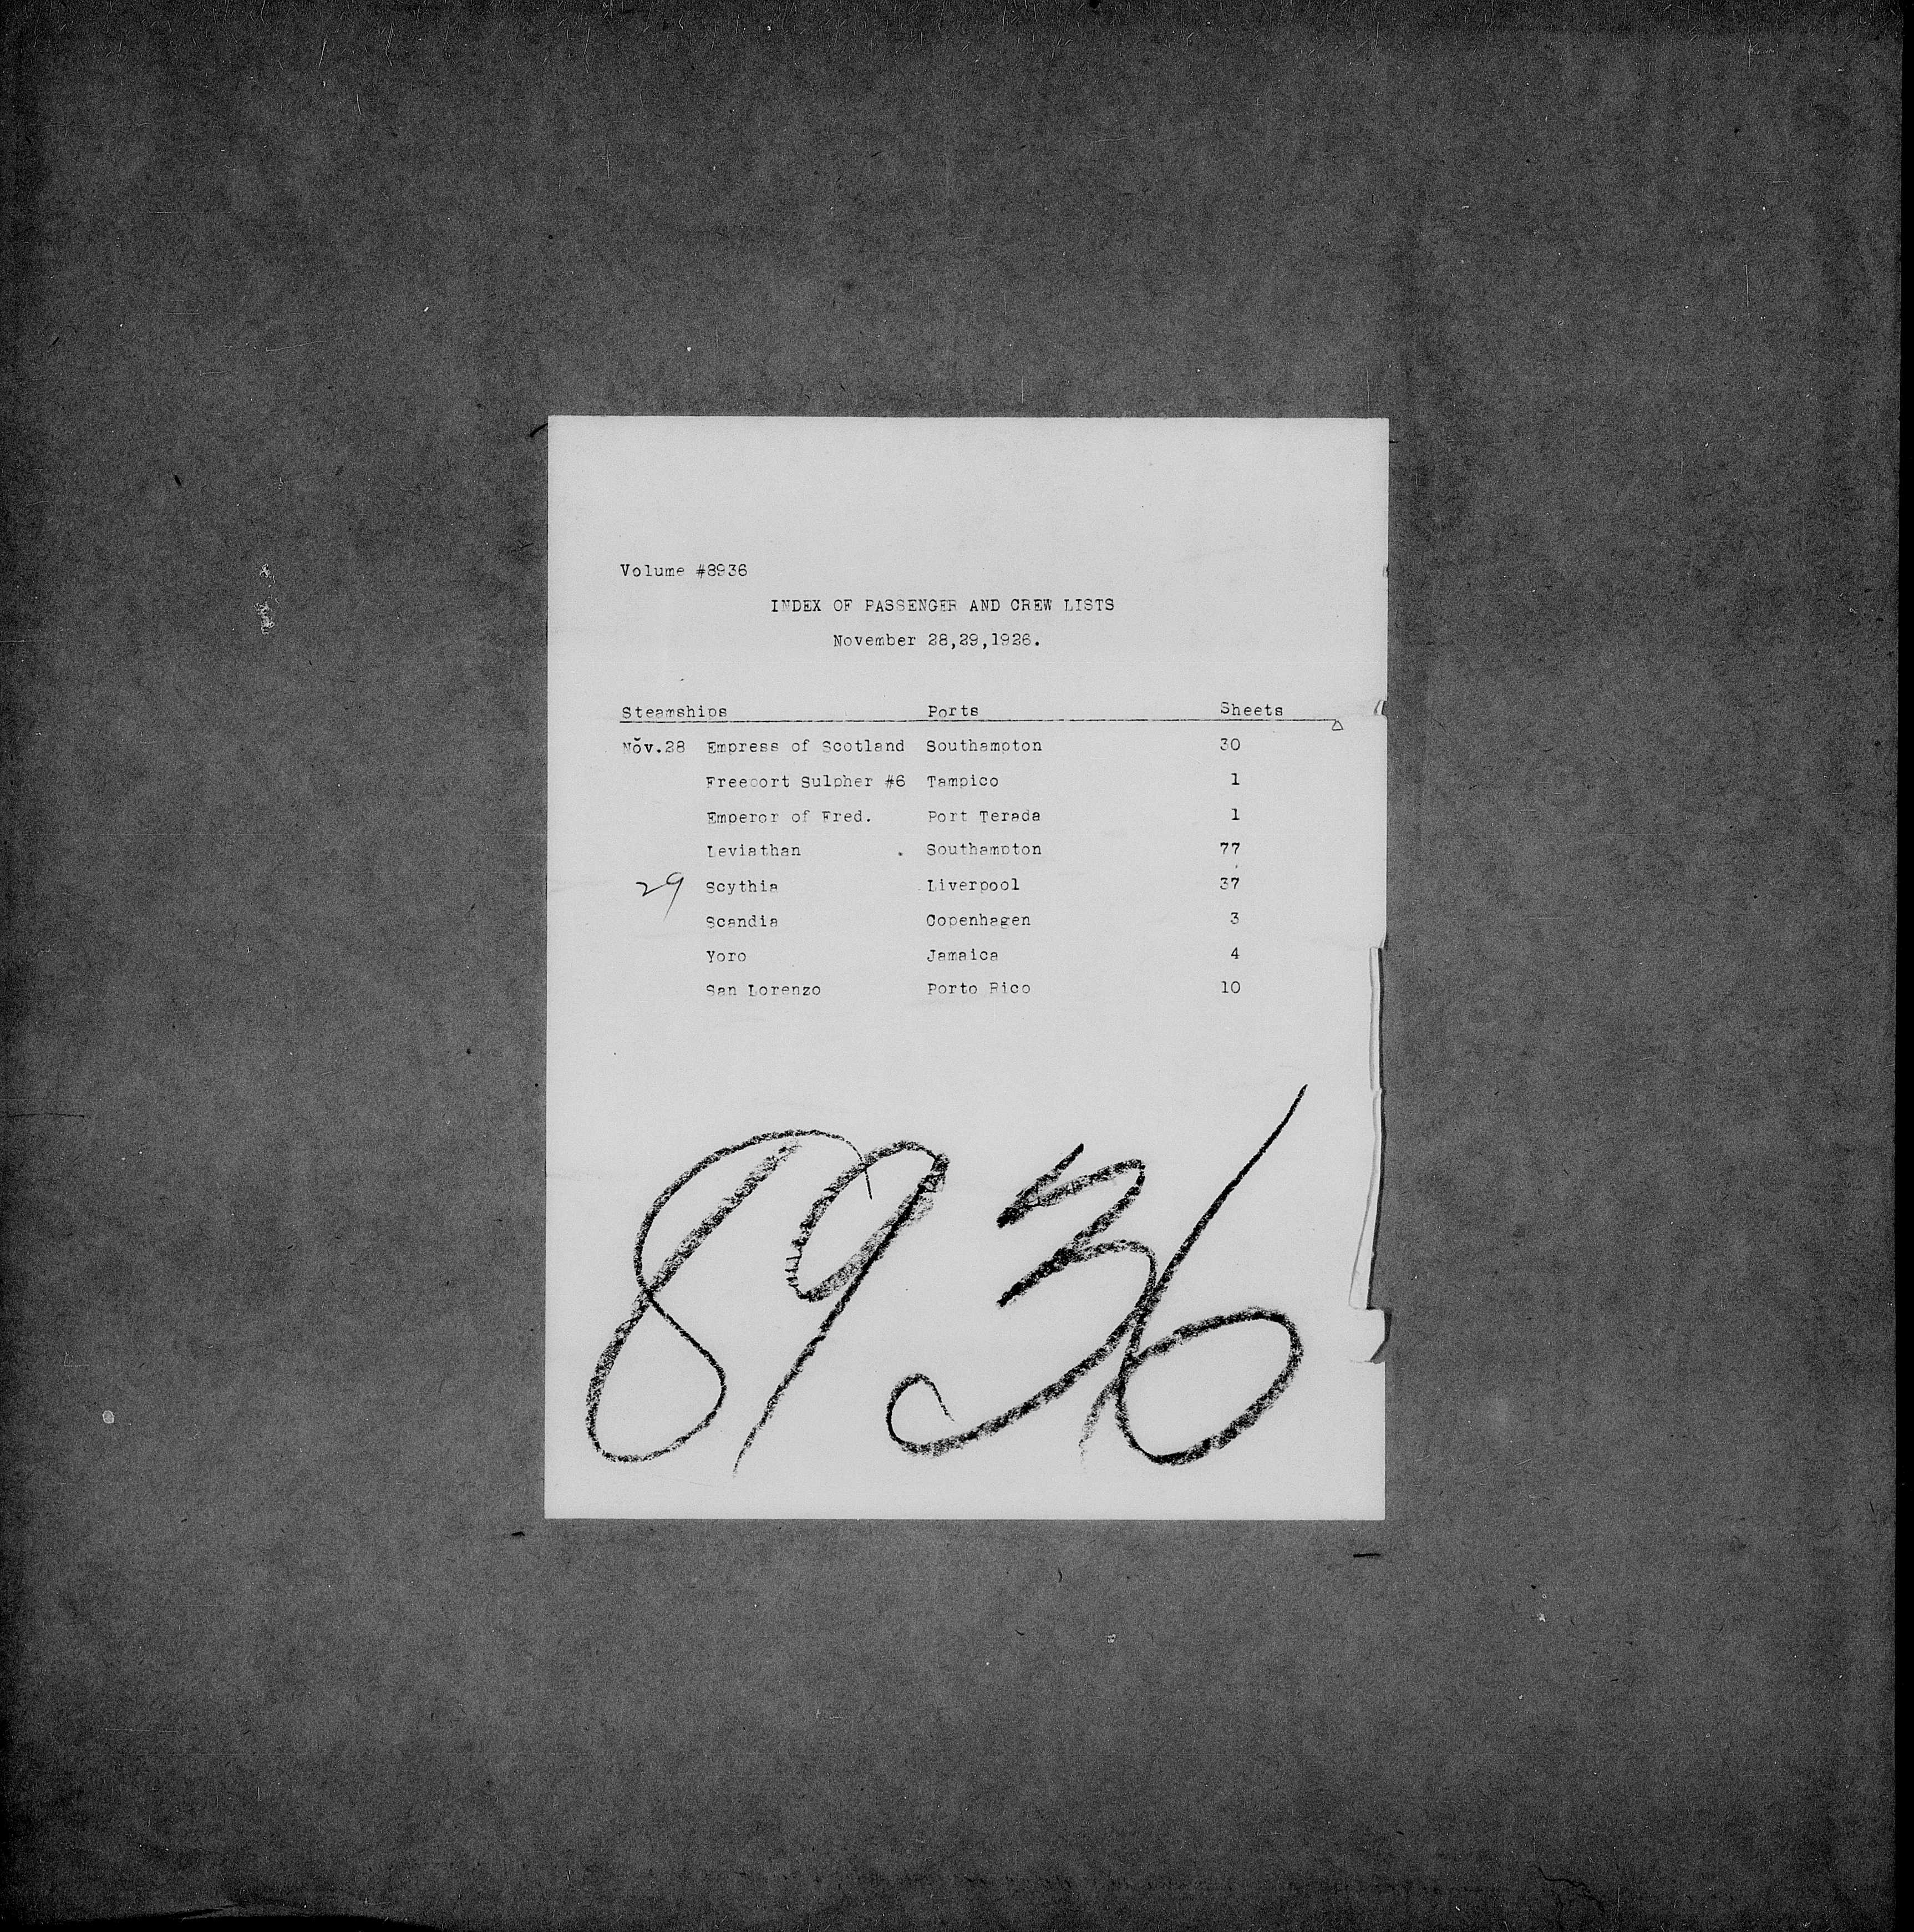 Volume #8936
INDEX OF PASSENGER AND CREW LISTS
November 28,29,1926.
Steamships Ports Sheets
Nov.28 Empress of Scotland Southampton 30
Freeport Sulpher #6 Tampico 1
Emperor of Fred. Port Terada 1
Leviathan . Southampton 77
29 Scythia Liverpool 37
Scandia Copenhagen 3
Yoro Jamaica 4
San Lorenzo Porto Rico 10
8936